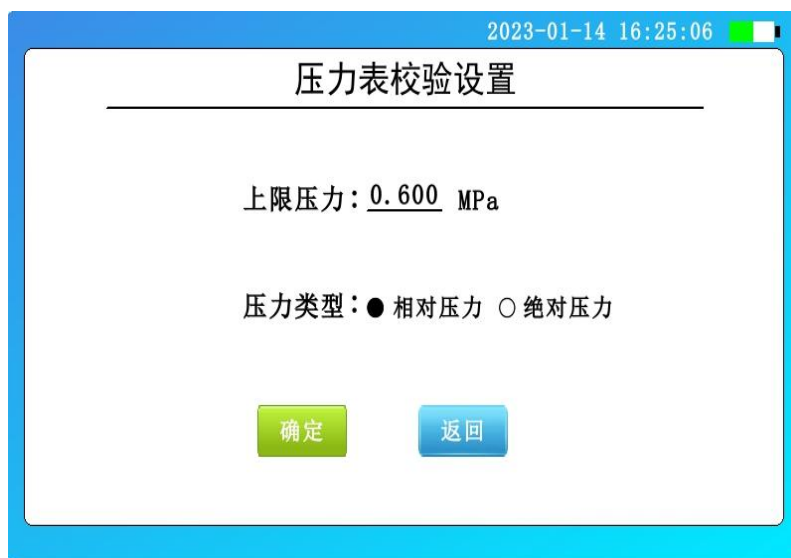 2023-01-14 16:25:06
压力表校验设置
上限压力：0.600 MPa
压力类型：● 相对压力 ○ 绝对压力
确定 返回